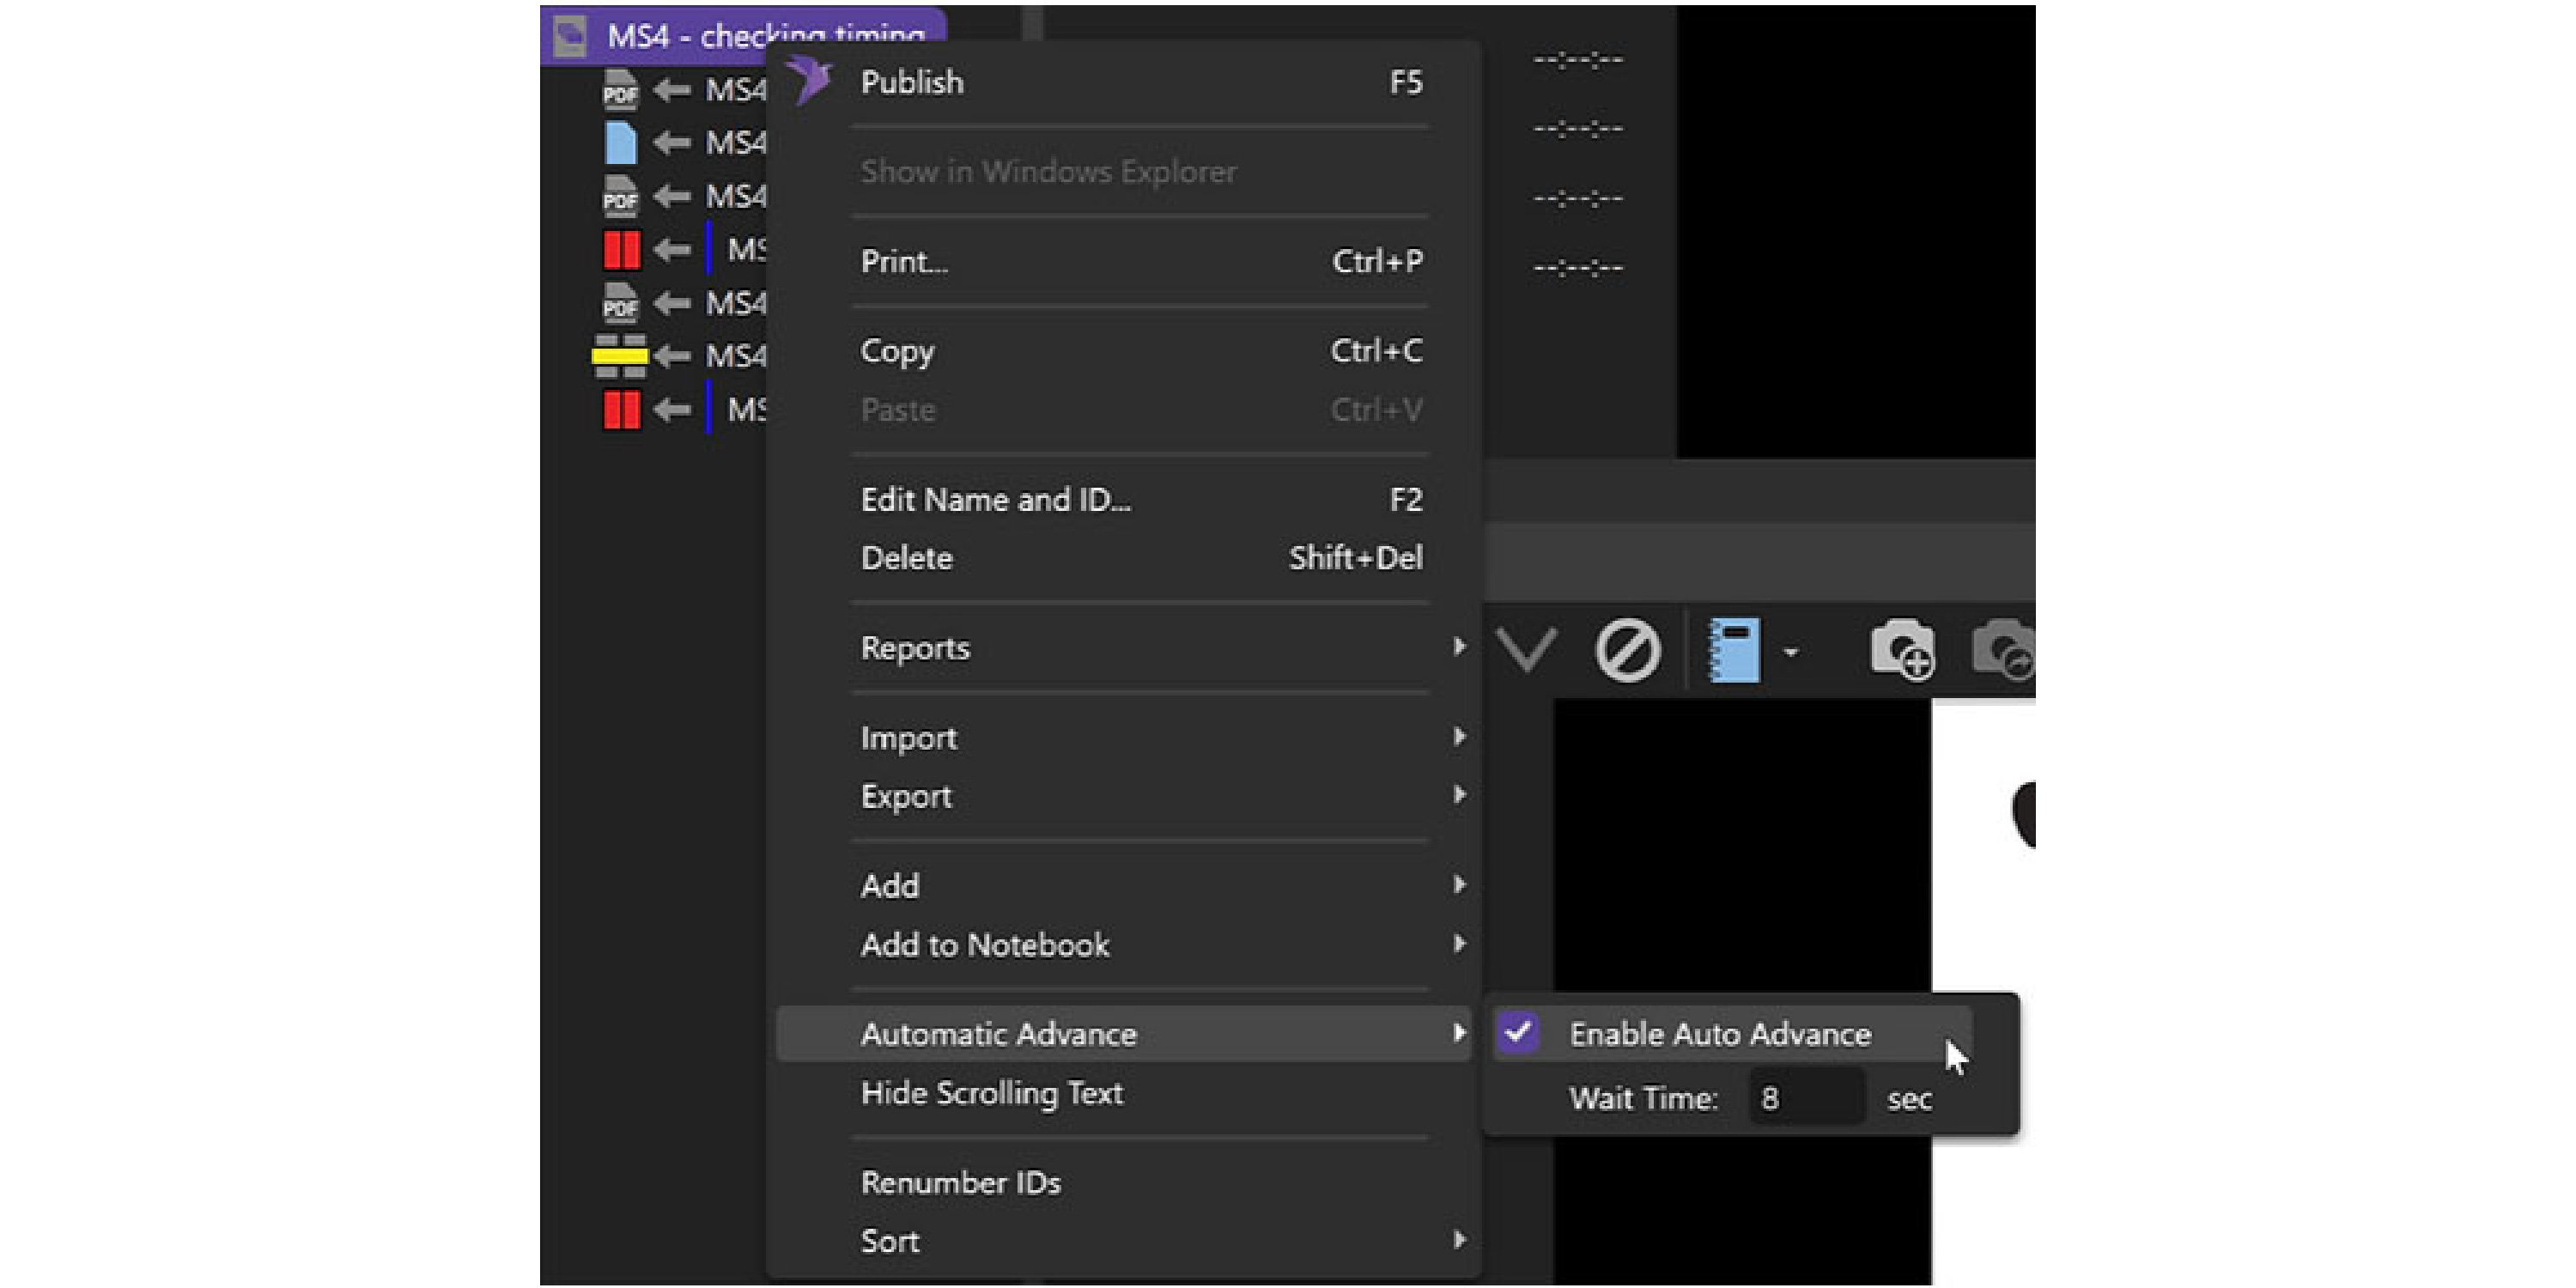 MS4 - checking timing
Publish F5
Show in Windows Explorer
Print... Ctrl+P
Copy Ctrl+C
Paste Ctrl+V
Edit Name and ID... F2
Delete Shift+Del
Reports
Import
Export
Add
Add to Notebook
Automatic Advance
Hide Scrolling Text
Renumber IDs
Sort
Enable Auto Advance
Wait Time: 8 sec
PDF MS4
MS4
PDF MS4
MS
PDF MS4
MS4
MS
--:--:--
--:--:--
--:--:--
--:--:--